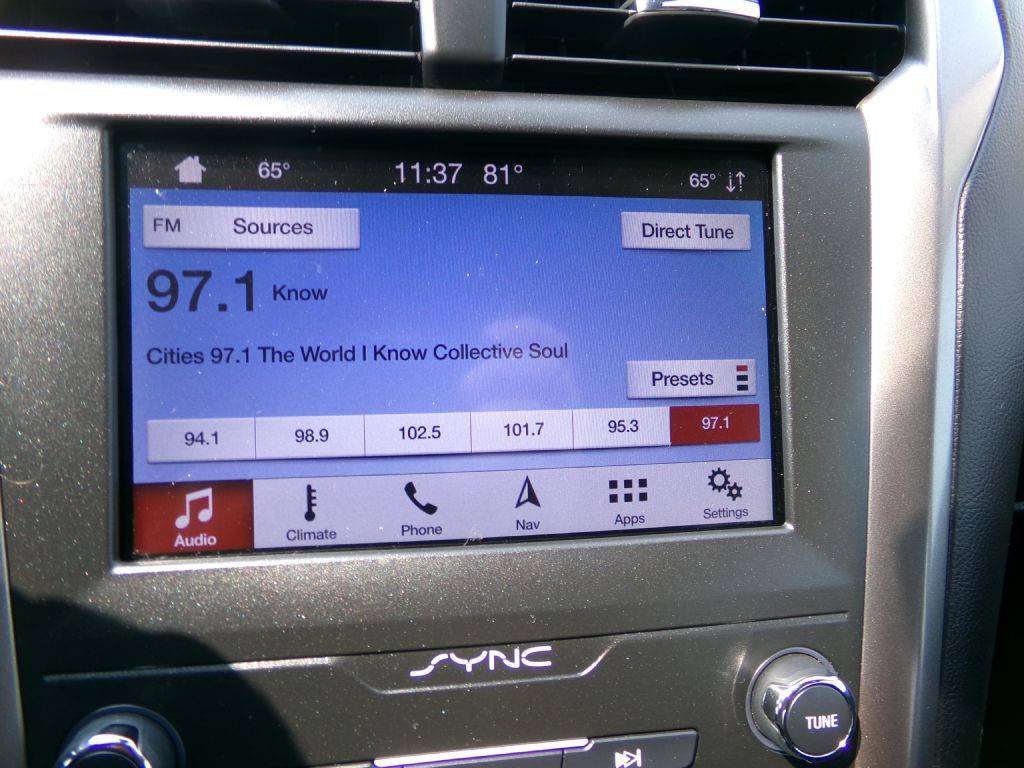 65° 11:37 81° 65°
FM Sources Direct Tune
97.1 Know
Cities 97.1 The World I Know Collective Soul
Presets
94.1 98.9 102.5 101.7 95.3 97.1
Audio Climate Phone Nav Apps Settings
SYNC
TUNE